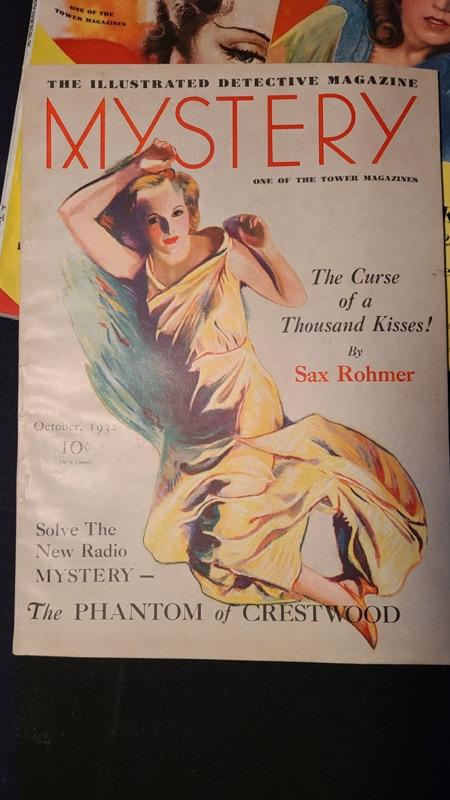 ONE OF THE
TOWER MAGAZINES
THE ILLUSTRATED DETECTIVE MAGAZINE
MYSTERY
ONE OF THE TOWER MAGAZINES
The Curse
of a
Thousand Kisses!
By
Sax Rohmer
October, 1932
10¢
Solve The
New Radio
MYSTERY —
The PHANTOM of CRESTWOOD